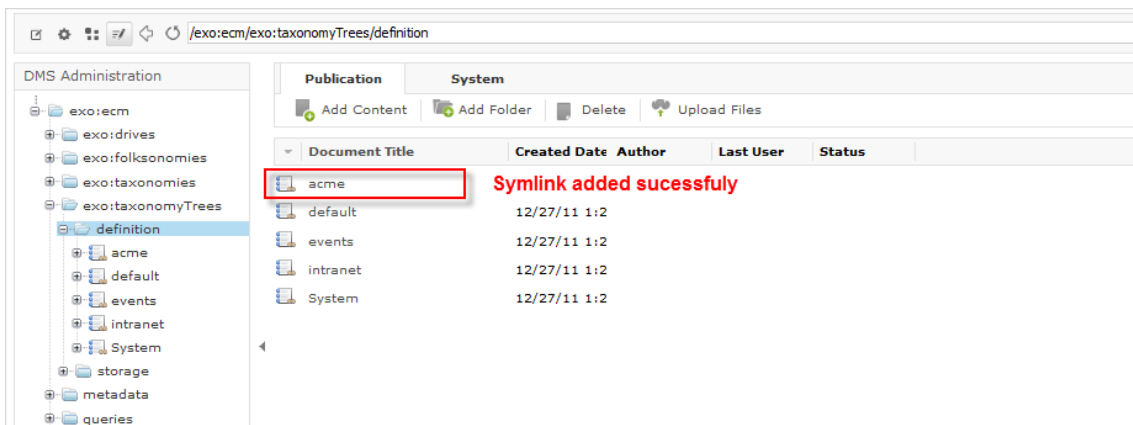 /exo:ecm/exo:taxonomyTrees/definition
DMS Administration
exo:ecm
exo:drives
exo:folksonomies
exo:taxonomies
exo:taxonomyTrees
definition
acme
default
events
intranet
System
storage
metadata
queries
Publication System
Add Content Add Folder Delete Upload Files
Document Title Created Date Author Last User Status
acme Symlink added sucessfuly
default 12/27/11 1:2
events 12/27/11 1:2
intranet 12/27/11 1:2
System 12/27/11 1:2